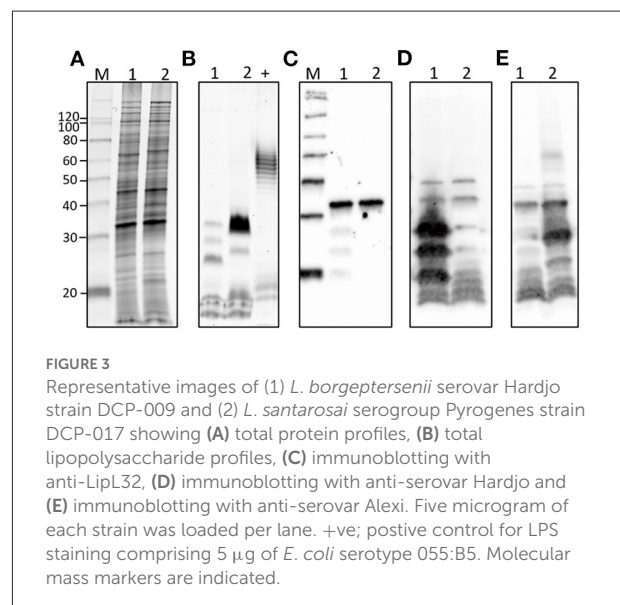 A B C D E
M 1 2 1 2 + M 1 2 1 2 1 2
120
100
80
60
50
40
30
20
FIGURE 3
Representative images of (1) L. borgeptersenii serovar Hardjo
strain DCP-009 and (2) L. santarosai serogroup Pyrogenes strain
DCP-017 showing (A) total protein profiles, (B) total
lipopolysaccharide profiles, (C) immunoblotting with
anti-LipL32, (D) immunoblotting with anti-serovar Hardjo and
(E) immunoblotting with anti-serovar Alexi. Five microgram of
each strain was loaded per lane. +ve; postive control for LPS
staining comprising 5 μg of E. coli serotype 055:B5. Molecular
mass markers are indicated.